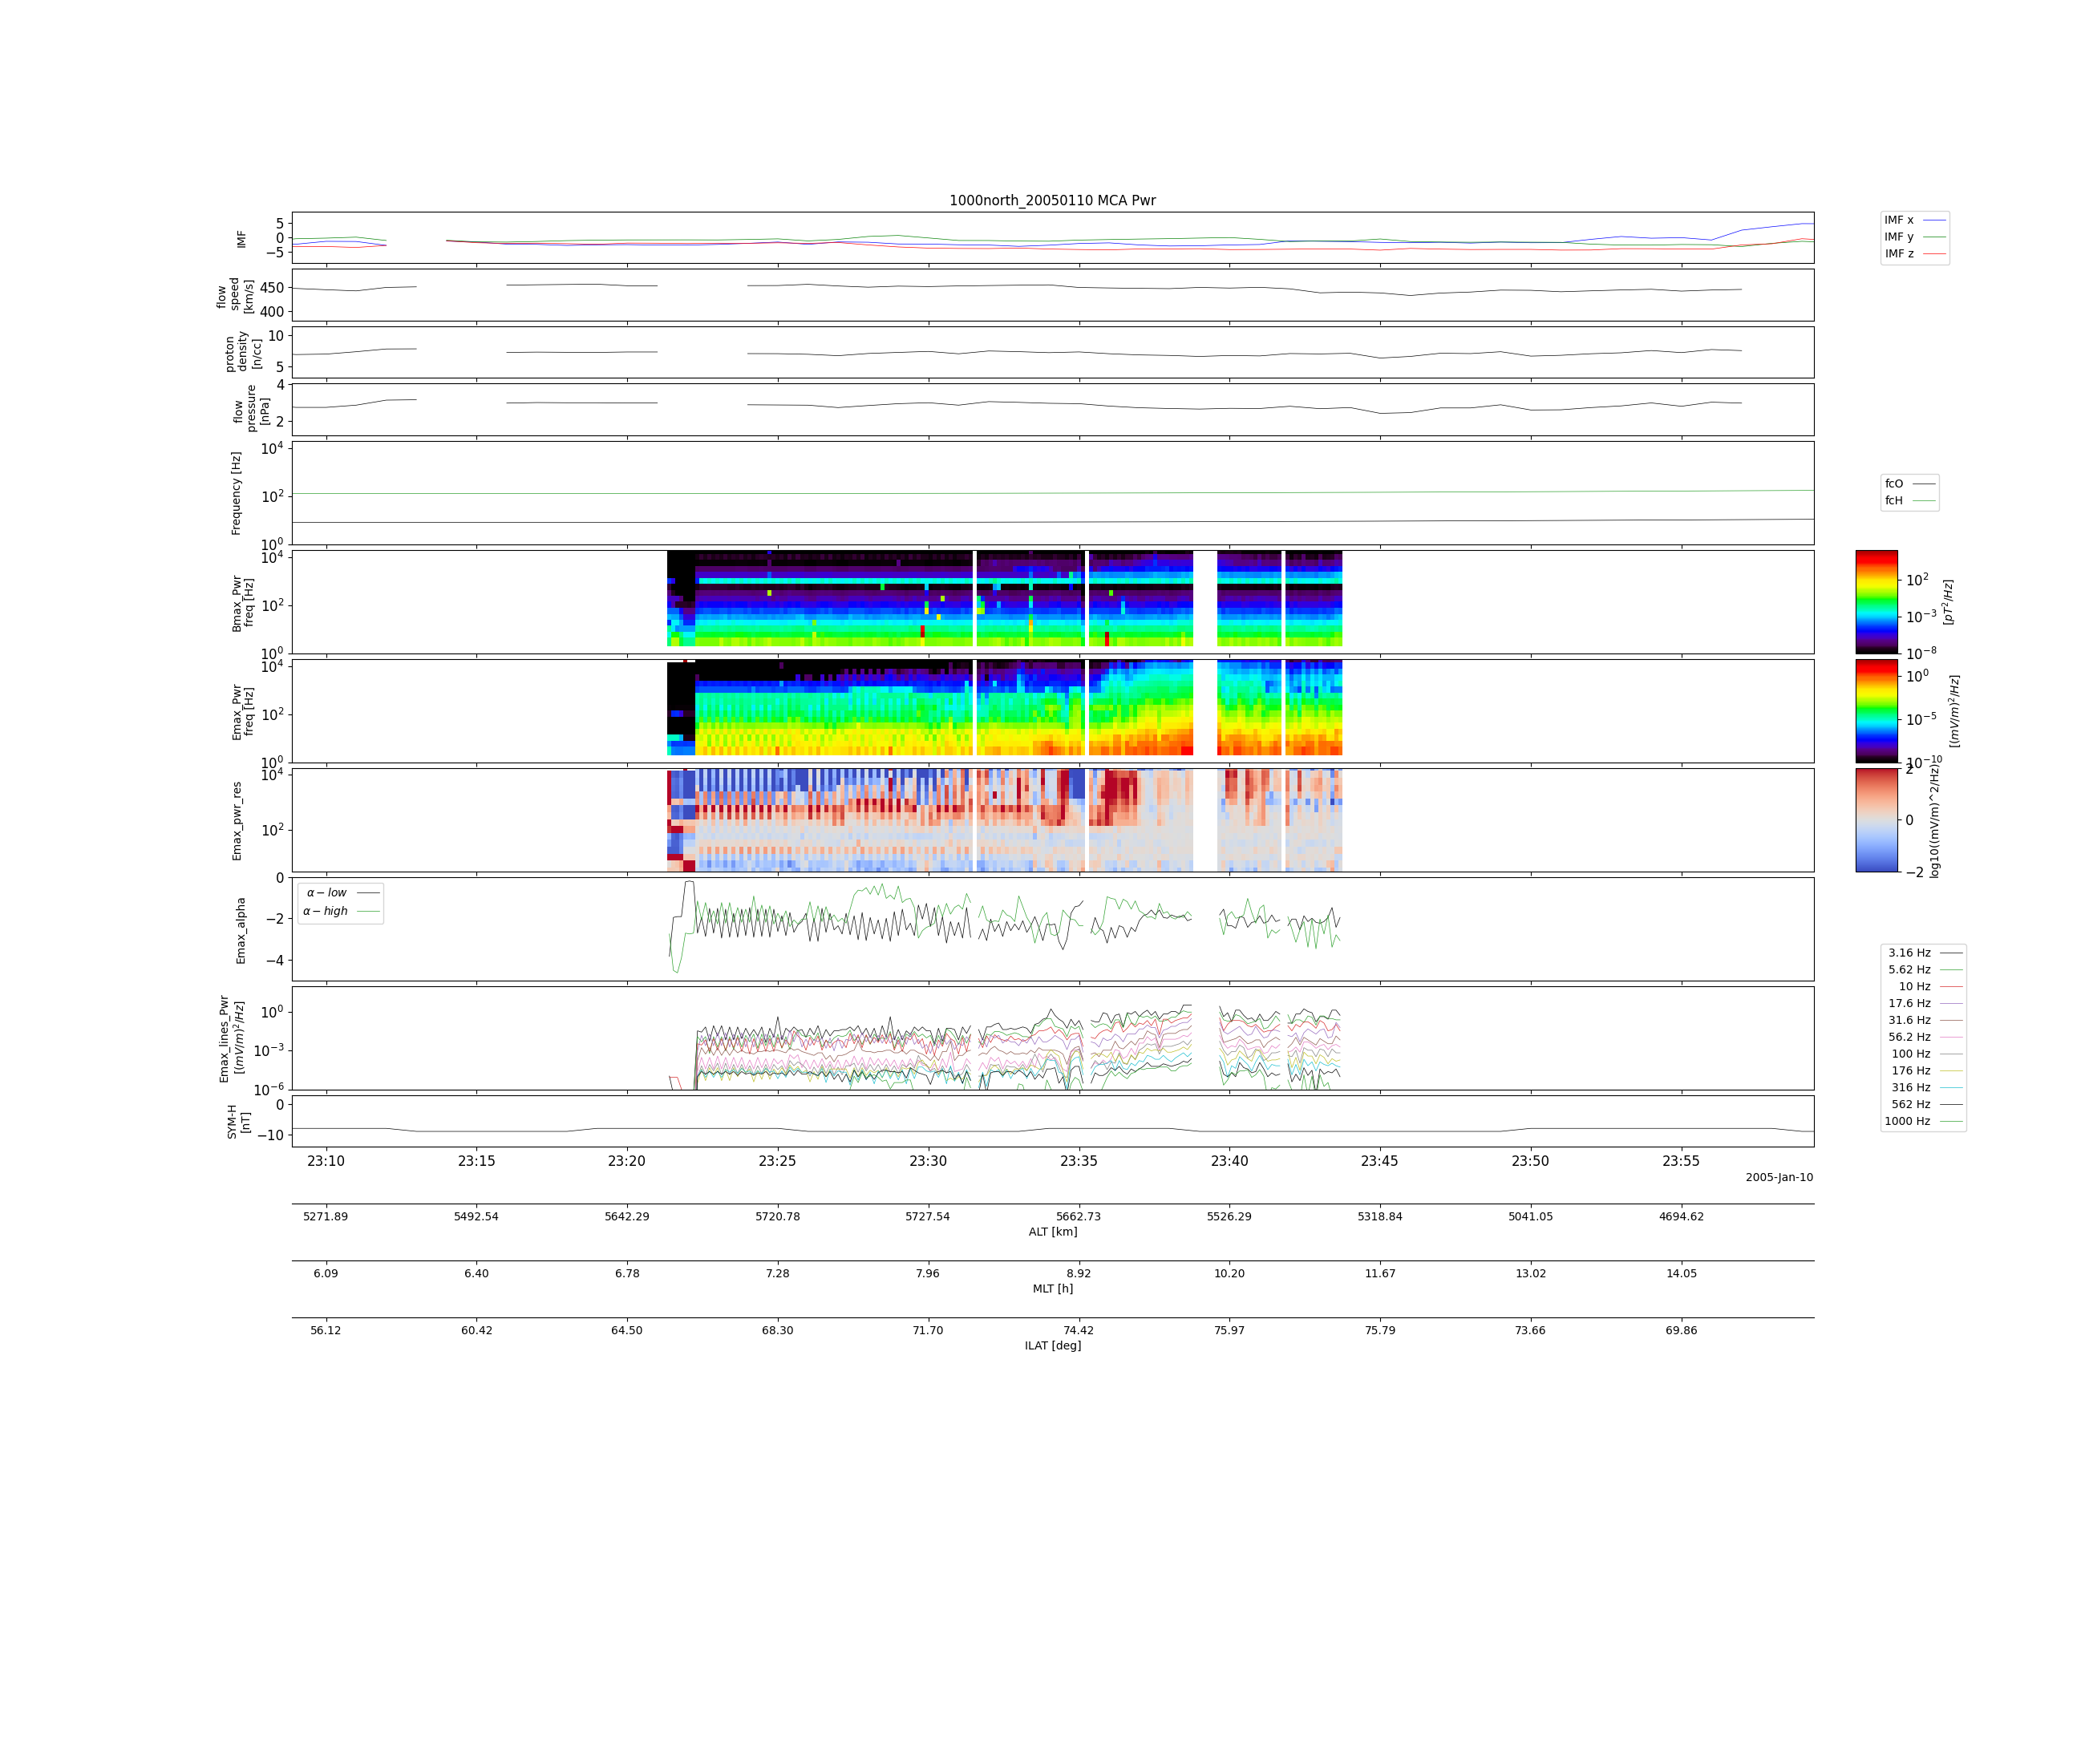 1000north_20050110 MCA Pwr
IMF
5
0
−5
IMF x
IMF y
IMF z
flow
speed
[km/s]
450
400
proton
density
[n/cc]
10
5
flow
pressure
[nPa]
4
2
Frequency [Hz]
10^4
10^2
10^0
fcO
fcH
Bmax_Pwr
freq [Hz]
10^4
10^2
10^0
10^2
10^−3
10^−8
[pT^2/Hz]
Emax_Pwr
freq [Hz]
10^4
10^2
10^0
10^0
10^−5
10^−10
[(mV/m)^2/Hz]
Emax_pwr_res
10^4
10^2
2
0
−2
log10((mV/m)^2/Hz)
Emax_alpha
0
−2
−4
α − low
α − high
Emax_lines_Pwr
[(mV/m)^2/Hz]
10^0
10^−3
10^−6
3.16 Hz
5.62 Hz
10 Hz
17.6 Hz
31.6 Hz
56.2 Hz
100 Hz
176 Hz
316 Hz
562 Hz
1000 Hz
SYM-H
[nT]
0
−10
23:10 23:15 23:20 23:25 23:30 23:35 23:40 23:45 23:50 23:55
2005-Jan-10
5271.89 5492.54 5642.29 5720.78 5727.54 5662.73 5526.29 5318.84 5041.05 4694.62
ALT [km]
6.09 6.40 6.78 7.28 7.96 8.92 10.20 11.67 13.02 14.05
MLT [h]
56.12 60.42 64.50 68.30 71.70 74.42 75.97 75.79 73.66 69.86
ILAT [deg]